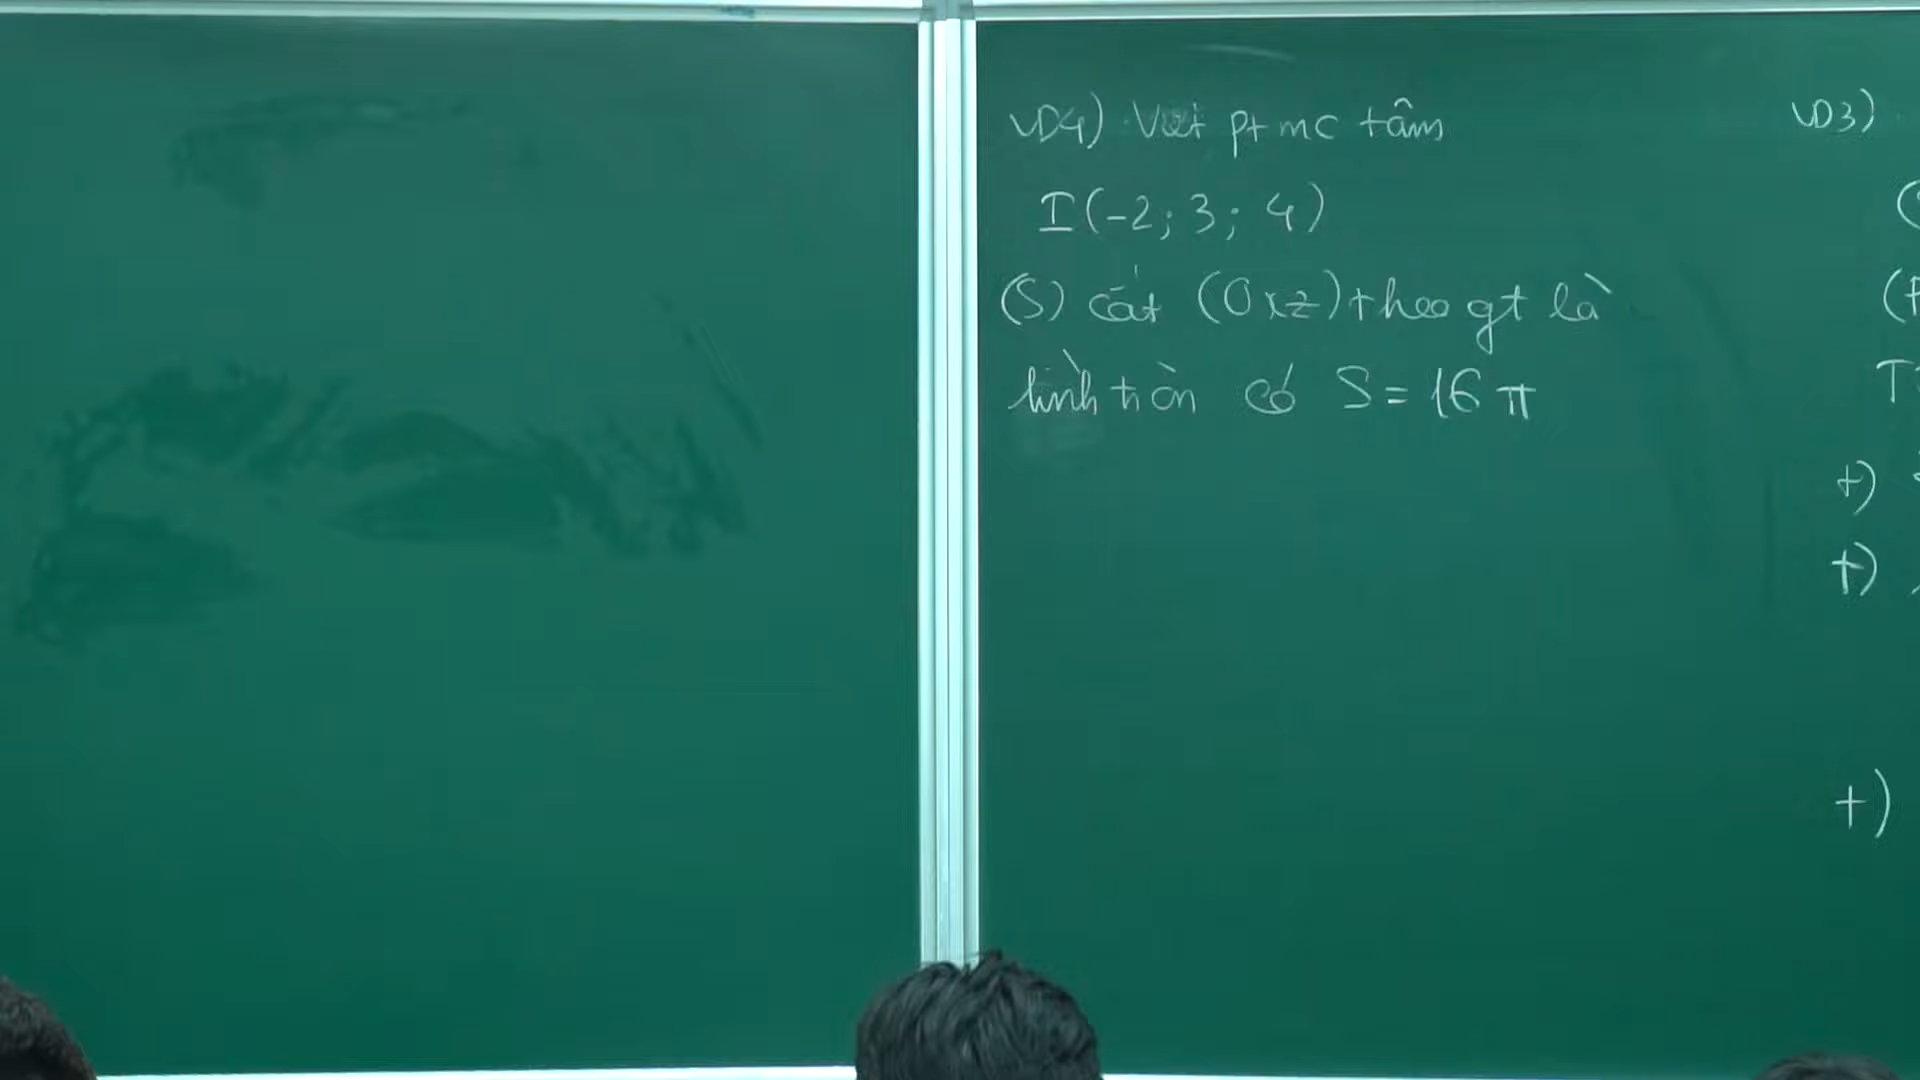 VD4) Viết pt mc tâm
I(-2; 3; 4)
(S) cắt (Oxz) theo gt là
hình tròn có S = 16π
VD3)
(
(P
T
+)
+)
+)